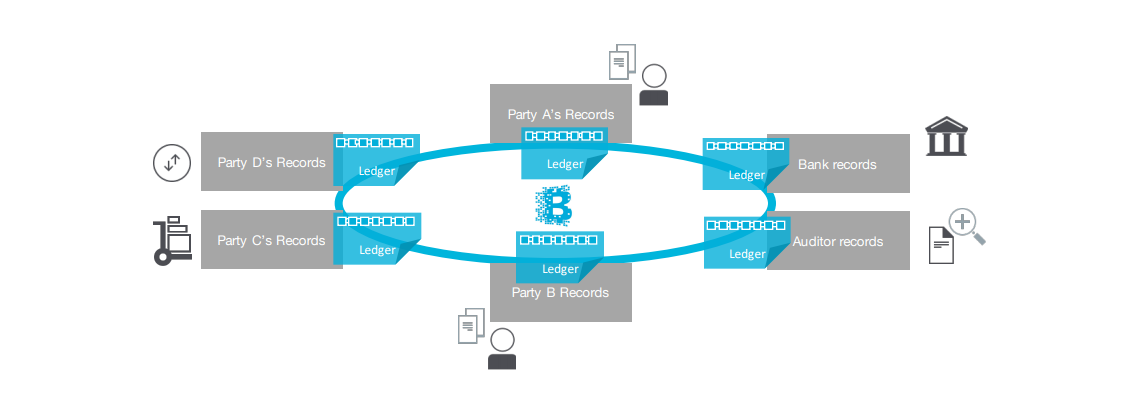 Party A's Records
Ledger
Party D's Records
Ledger
Ledger
Bank records
Party C's Records
Ledger
Ledger
Auditor records
B
Ledger
Party B Records